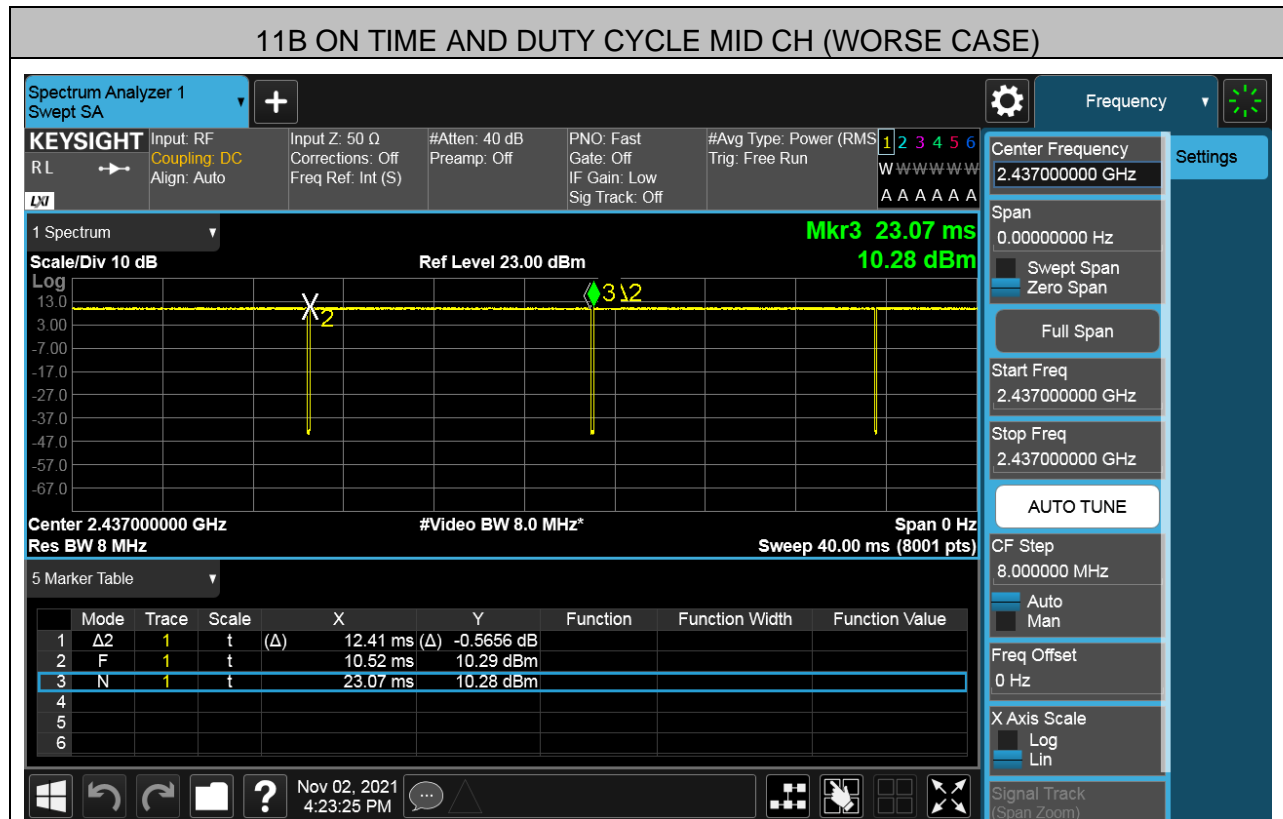 11B ON TIME AND DUTY CYCLE MID CH (WORSE CASE)
Spectrum Analyzer 1
Swept SA
+
Frequency
KEYSIGHT
RL
LXI
Input: RF
Coupling: DC
Align: Auto
Input Z: 50 Ω
Corrections: Off
Freq Ref: Int (S)
#Atten: 40 dB
Preamp: Off
PNO: Fast
Gate: Off
IF Gain: Low
Sig Track: Off
#Avg Type: Power (RMS
Trig: Free Run
1 2 3 4 5 6
W W W W W W
A A A A A A
1 Spectrum
Scale/Div 10 dB
Ref Level 23.00 dBm
Mkr3 23.07 ms
10.28 dBm
Log
13.0
3.00
-7.00
-17.0
-27.0
-37.0
-47.0
-57.0
-67.0
X2
3Δ2
Center 2.437000000 GHz
#Video BW 8.0 MHz*
Span 0 Hz
Res BW 8 MHz
Sweep 40.00 ms (8001 pts)
5 Marker Table
Mode Trace Scale X Y Function Function Width Function Value
1 Δ2 1 t (Δ) 12.41 ms (Δ) -0.5656 dB
2 F 1 t 10.52 ms 10.29 dBm
3 N 1 t 23.07 ms 10.28 dBm
4
5
6
?
Nov 02, 2021
4:23:25 PM
Center Frequency
2.437000000 GHz
Settings
Span
0.00000000 Hz
Swept Span
Zero Span
Full Span
Start Freq
2.437000000 GHz
Stop Freq
2.437000000 GHz
AUTO TUNE
CF Step
8.000000 MHz
Auto
Man
Freq Offset
0 Hz
X Axis Scale
Log
Lin
Signal Track
(Span Zoom)